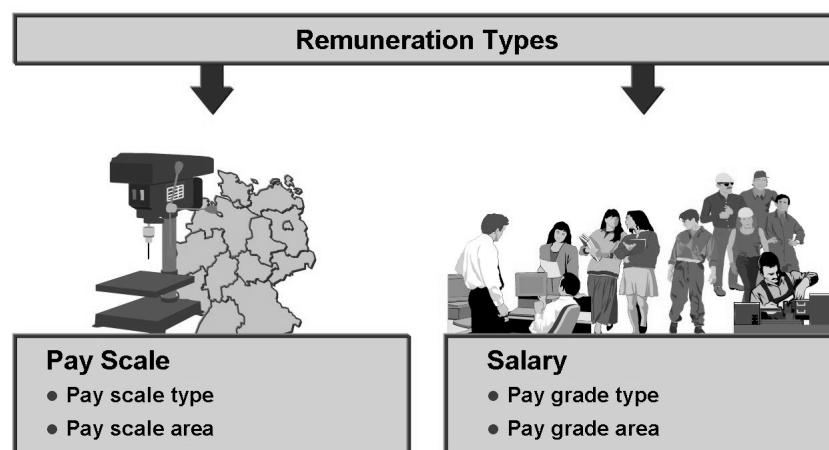 Remuneration Types
Pay Scale
• Pay scale type
• Pay scale area
Salary
• Pay grade type
• Pay grade area